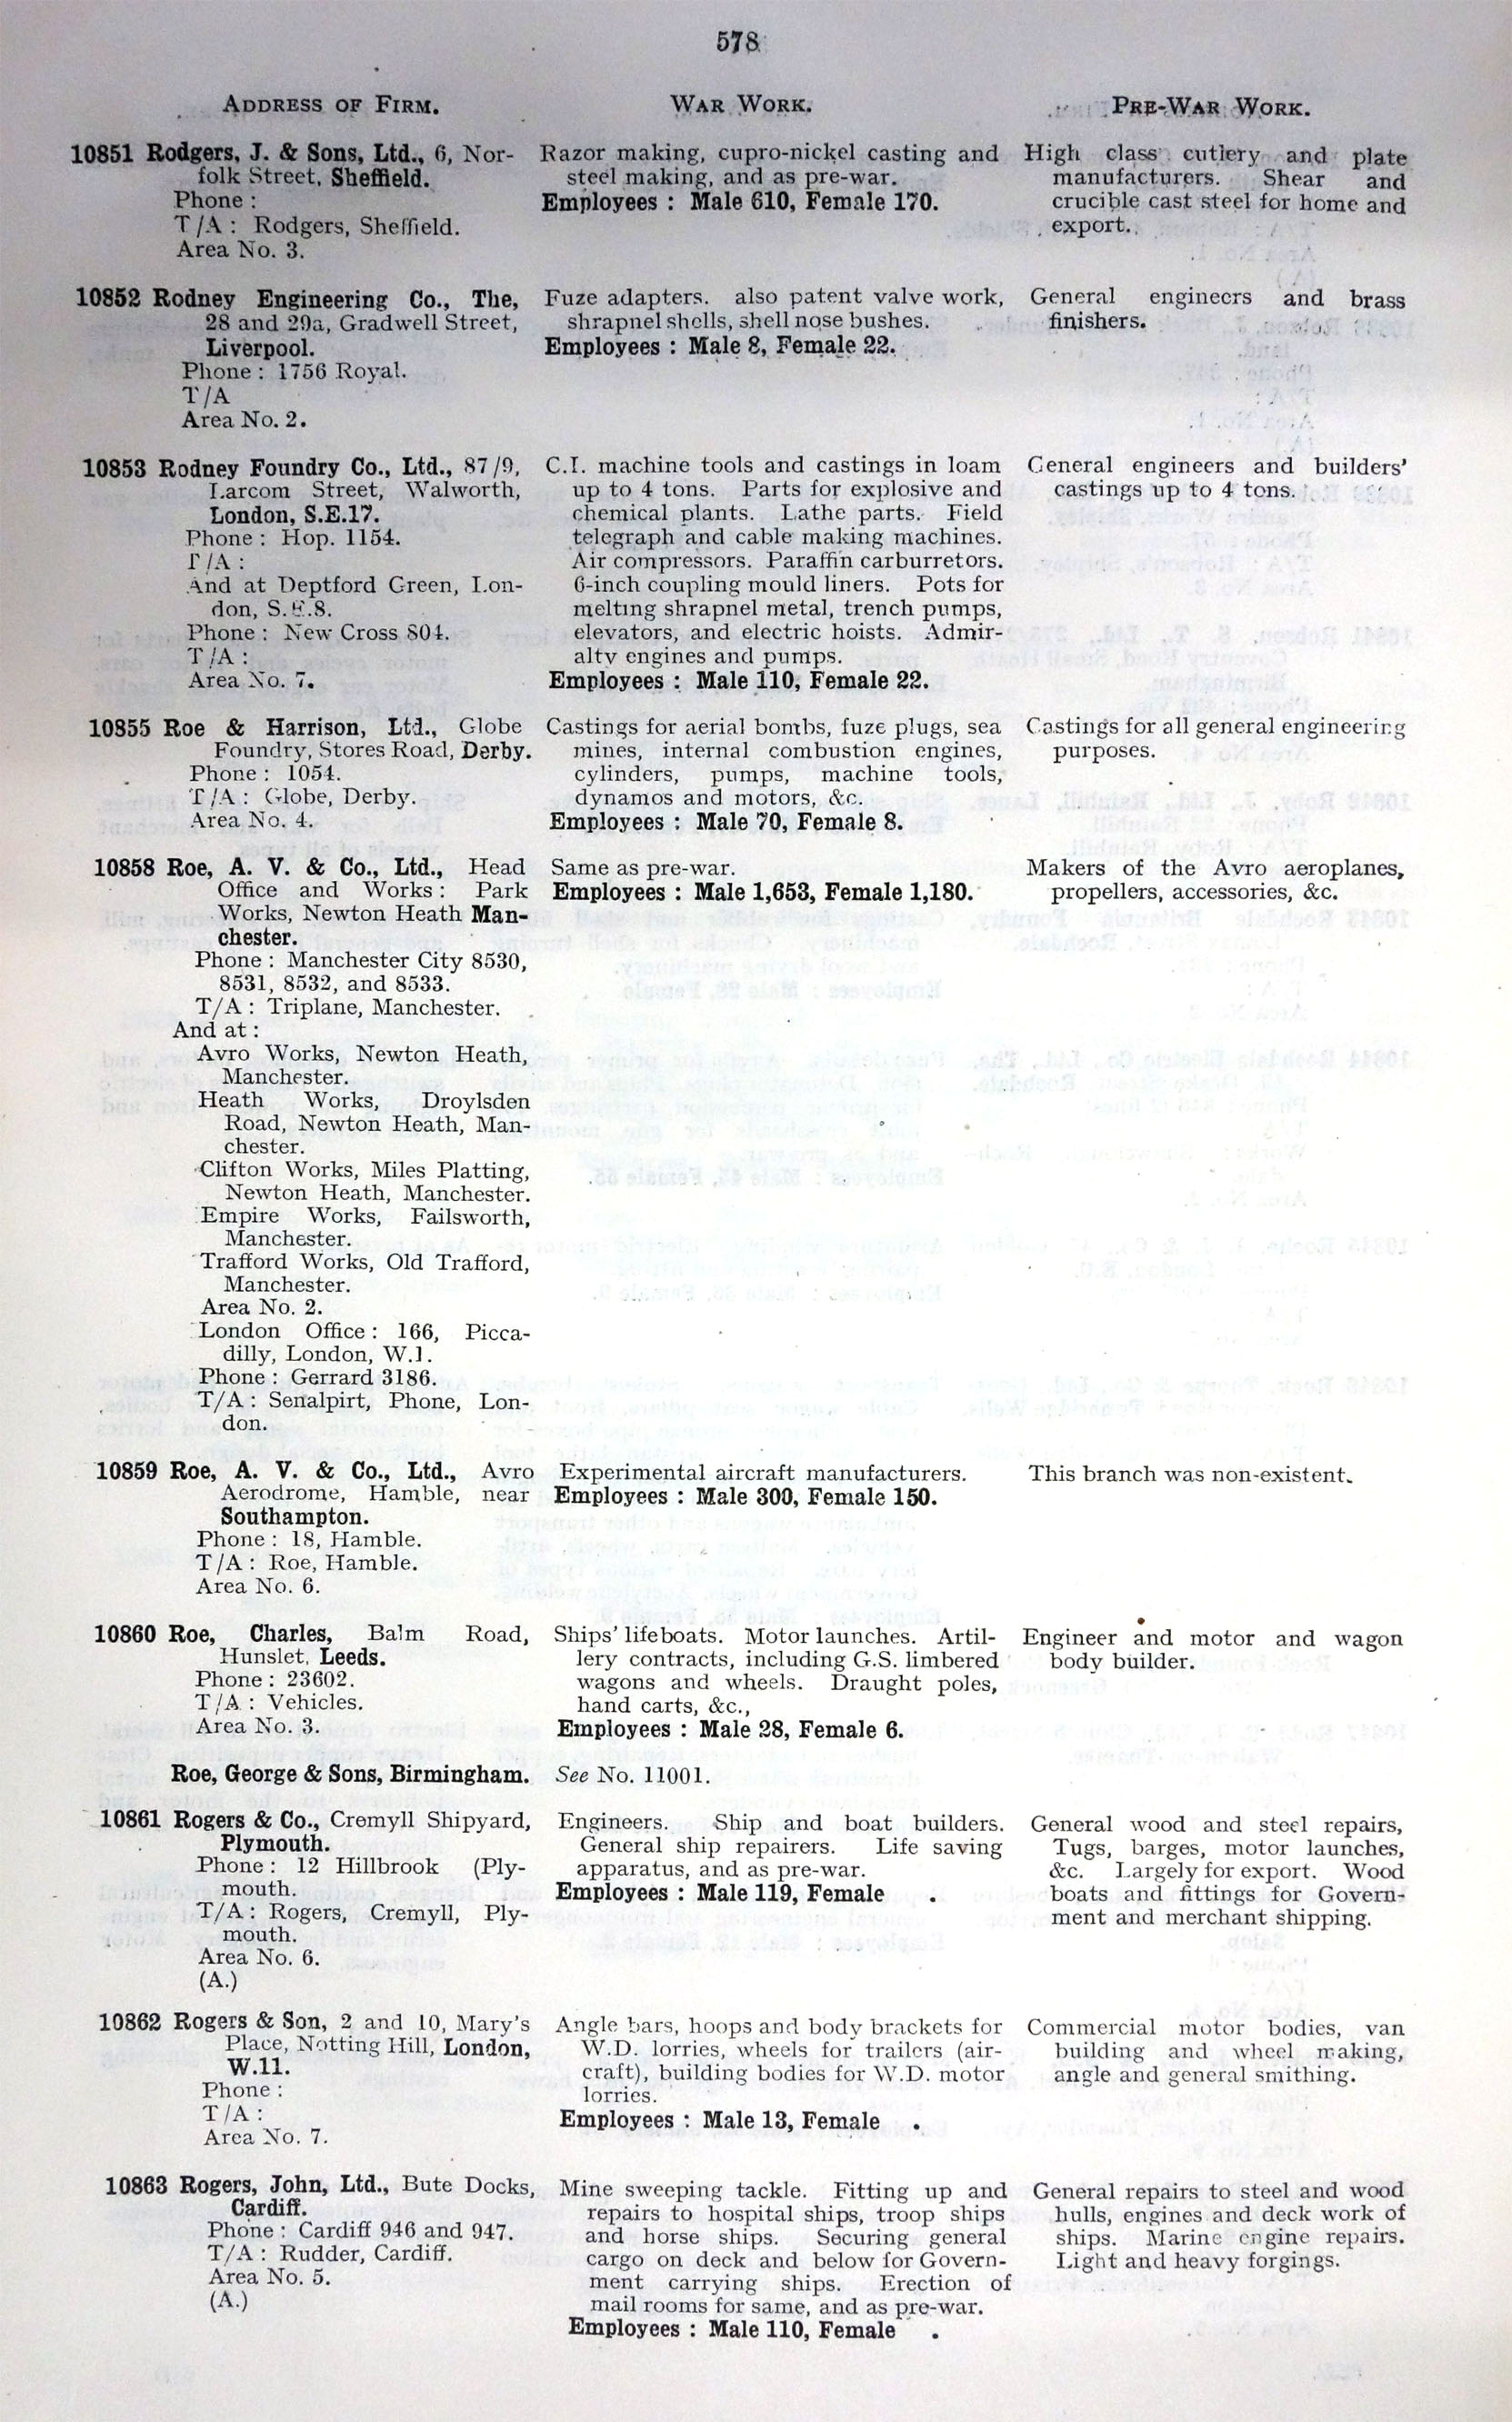 578
ADDRESS OF FIRM.
WAR WORK.
PRE-WAR WORK.
10851 Rodgers, J. & Sons, Ltd., 6, Nor-
folk Street, Sheffield.
Phone :
T/A : Rodgers, Sheffield.
Area No. 3.
Razor making, cupro-nickel casting and
steel making, and as pre-war.
Employees : Male 610, Female 170.
High class cutlery and plate
manufacturers. Shear and
crucible cast steel for home and
export.
10852 Rodney Engineering Co., The,
28 and 29a, Gradwell Street,
Liverpool.
Phone : 1756 Royal.
T/A
Area No. 2.
Fuze adapters. also patent valve work,
shrapnel shells, shell nose bushes.
Employees : Male 8, Female 22.
General engineers and brass
finishers.
10853 Rodney Foundry Co., Ltd., 87/9,
Larcom Street, Walworth,
London, S.E.17.
Phone : Hop. 1154.
T/A :
And at Deptford Green, Lon-
don, S.E.8.
Phone : New Cross 804.
T/A :
Area No. 7.
C.I. machine tools and castings in loam
up to 4 tons. Parts for explosive and
chemical plants. Lathe parts. Field
telegraph and cable making machines.
Air compressors. Paraffin carburretors.
6-inch coupling mould liners. Pots for
melting shrapnel metal, trench pumps,
elevators, and electric hoists. Admir-
alty engines and pumps.
Employees : Male 110, Female 22.
General engineers and builders'
castings up to 4 tons.
10855 Roe & Harrison, Ltd., Globe
Foundry, Stores Road, Derby.
Phone : 1054.
T/A : Globe, Derby.
Area No. 4.
Castings for aerial bombs, fuze plugs, sea
mines, internal combustion engines,
cylinders, pumps, machine tools,
dynamos and motors, &c.
Employees : Male 70, Female 8.
Castings for all general engineering
purposes.
10858 Roe, A. V. & Co., Ltd., Head
Office and Works : Park
Works, Newton Heath Man-
chester.
Phone : Manchester City 8530,
8531, 8532, and 8533.
T/A : Triplane, Manchester.
And at :
Avro Works, Newton Heath,
Manchester.
Heath Works, Droylsden
Road, Newton Heath, Man-
chester.
Clifton Works, Miles Platting,
Newton Heath, Manchester.
Empire Works, Failsworth,
Manchester.
Trafford Works, Old Trafford,
Manchester.
Area No. 2.
London Office : 166, Picca-
dilly, London, W.1.
Phone : Gerrard 3186.
T/A : Senalpirt, Phone, Lon-
don.
Same as pre-war.
Employees : Male 1,653, Female 1,180.
Makers of the Avro aeroplanes,
propellers, accessories, &c.
10859 Roe, A. V. & Co., Ltd., Avro
Aerodrome, Hamble, near
Southampton.
Phone : 18, Hamble.
T/A : Roe, Hamble.
Area No. 6.
Experimental aircraft manufacturers.
Employees : Male 300, Female 150.
This branch was non-existent.
10860 Roe, Charles, Balm Road,
Hunslet, Leeds.
Phone : 23602.
T/A : Vehicles.
Area No. 3.
Ships' lifeboats. Motor launches. Artil-
lery contracts, including G.S. limbered
wagons and wheels. Draught poles,
hand carts, &c.,
Employees : Male 28, Female 6.
Engineer and motor and wagon
body builder.
Roe, George & Sons, Birmingham. See No. 11001.
10861 Rogers & Co., Cremyll Shipyard,
Plymouth.
Phone : 12 Hillbrook (Ply-
mouth.
T/A : Rogers, Cremyll, Ply-
mouth.
Area No. 6.
(A.)
Engineers. Ship and boat builders.
General ship repairers. Life saving
apparatus, and as pre-war.
Employees : Male 119, Female .
General wood and steel repairs,
Tugs, barges, motor launches,
&c. Largely for export. Wood
boats and fittings for Govern-
ment and merchant shipping.
10862 Rogers & Son, 2 and 10, Mary's
Place, Notting Hill, London,
W.11.
Phone :
T/A :
Area No. 7.
Angle bars, hoops and body brackets for
W.D. lorries, wheels for trailers (air-
craft), building bodies for W.D. motor
lorries.
Employees : Male 13, Female .
Commercial motor bodies, van
building and wheel making,
angle and general smithing.
10863 Rogers, John, Ltd., Bute Docks,
Cardiff.
Phone : Cardiff 946 and 947.
T/A : Rudder, Cardiff.
Area No. 5.
(A.)
Mine sweeping tackle. Fitting up and
repairs to hospital ships, troop ships
and horse ships. Securing general
cargo on deck and below for Govern-
ment carrying ships. Erection of
mail rooms for same, and as pre-war.
Employees : Male 110, Female .
General repairs to steel and wood
hulls, engines and deck work of
ships. Marine engine repairs.
Light and heavy forgings.